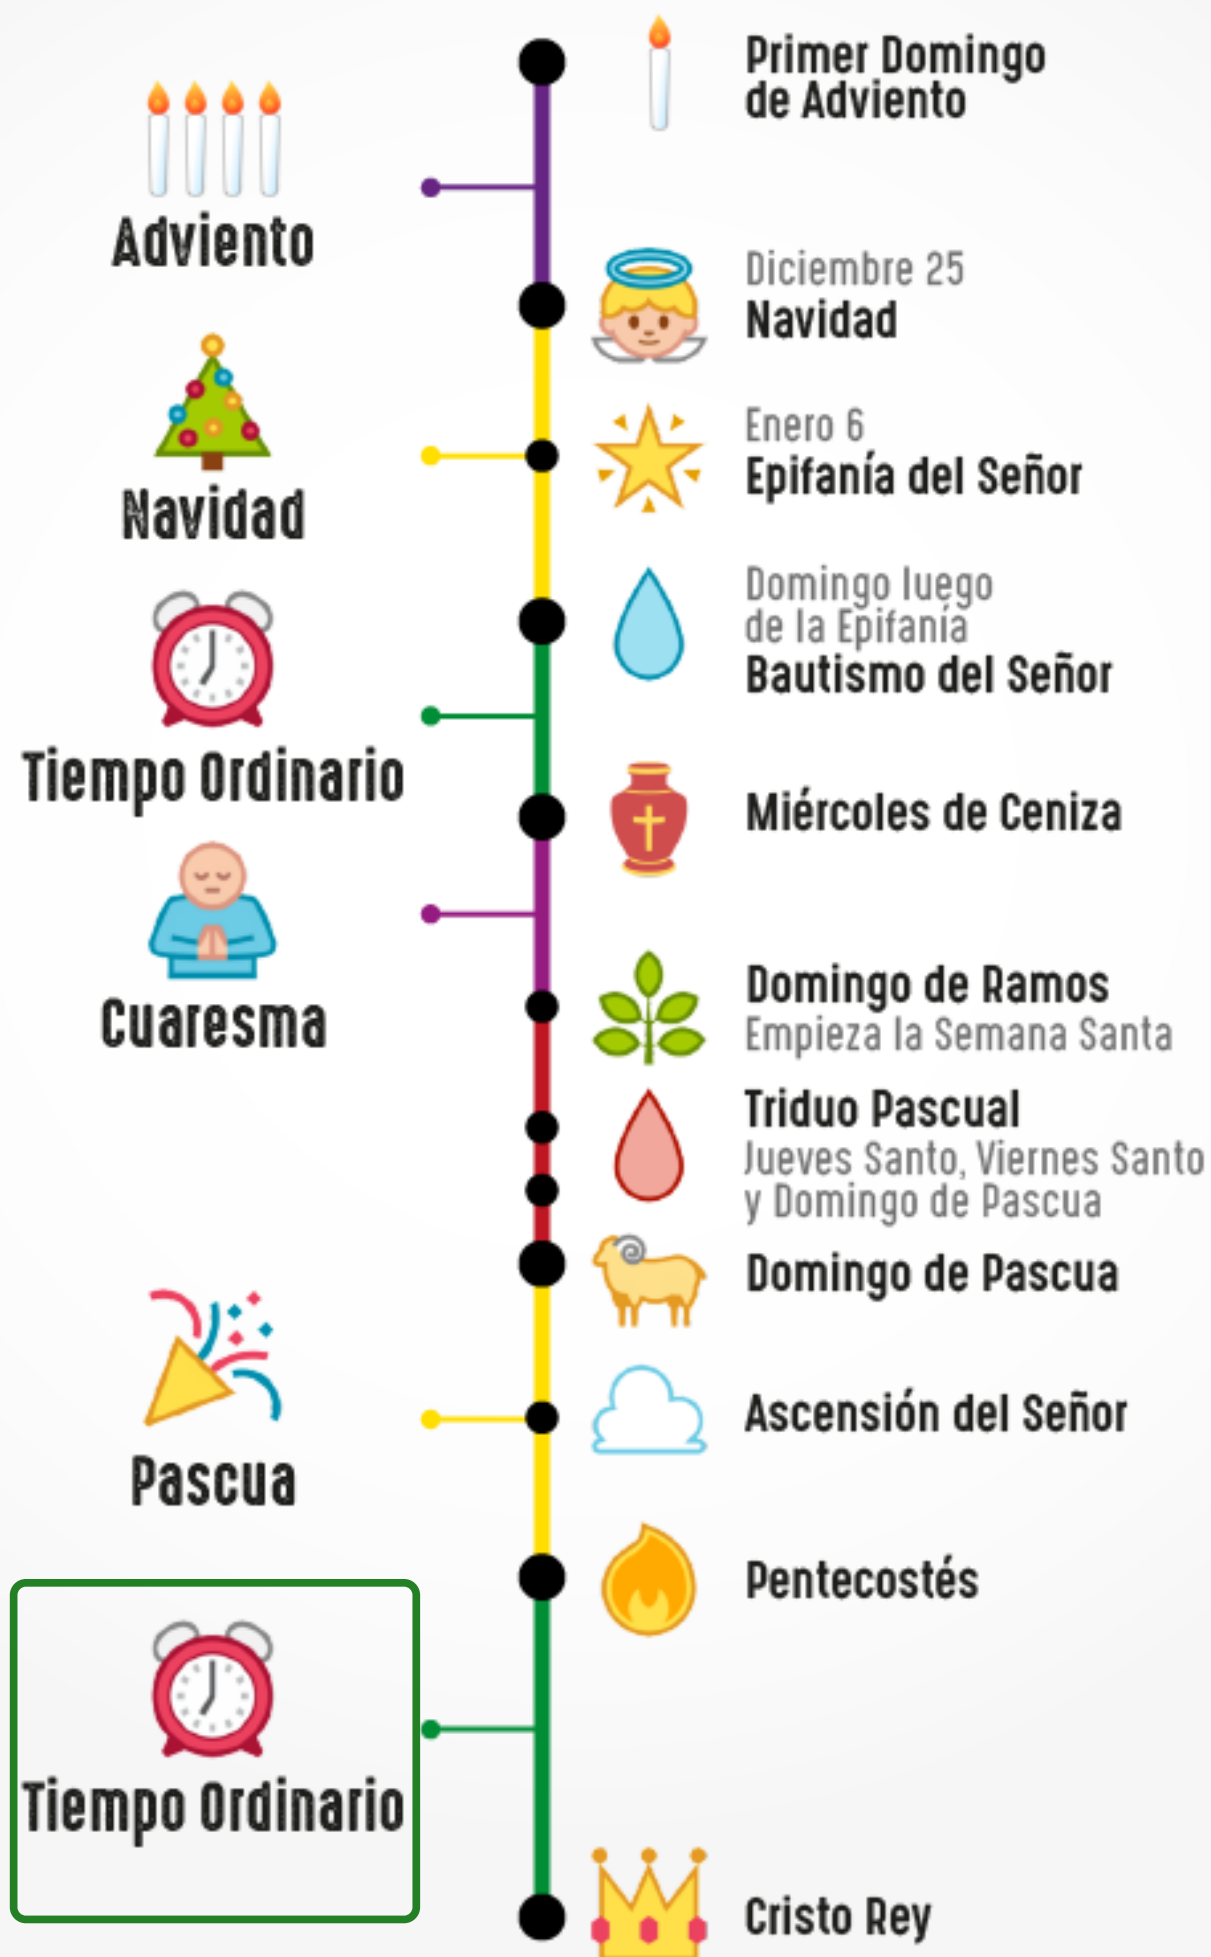 Primer Domingo
de Adviento
Adviento
Diciembre 25
Navidad
Navidad
Enero 6
Epifanía del Señor
Domingo luego
de la Epifanía
Bautismo del Señor
Tiempo Ordinario
Miércoles de Ceniza
Cuaresma
Domingo de Ramos
Empieza la Semana Santa
Triduo Pascual
Jueves Santo, Viernes Santo
y Domingo de Pascua
Domingo de Pascua
Pascua
Ascensión del Señor
Pentecostés
Tiempo Ordinario
Cristo Rey